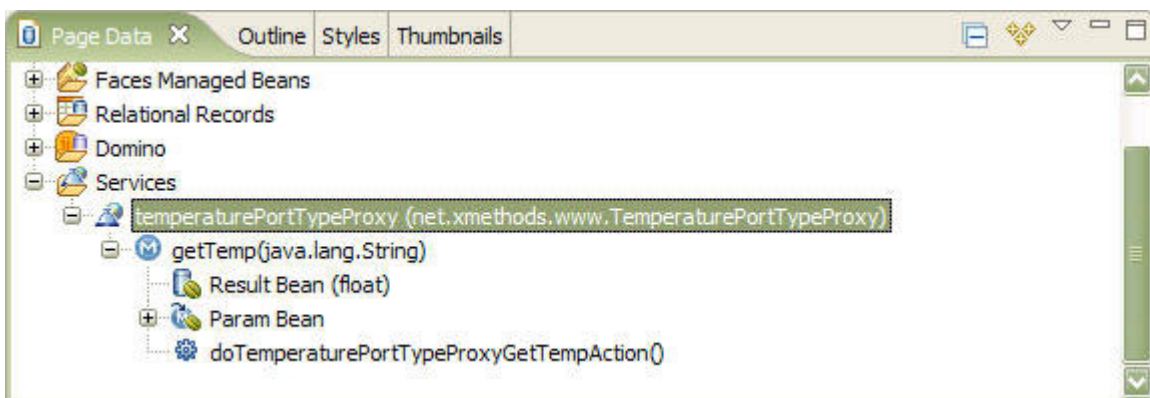 Page Data Outline Styles Thumbnails
Faces Managed Beans
Relational Records
Domino
Services
temperaturePortTypeProxy (net.xmethods.www.TemperaturePortTypeProxy)
getTemp(java.lang.String)
Result Bean (float)
Param Bean
doTemperaturePortTypeProxyGetTempAction()